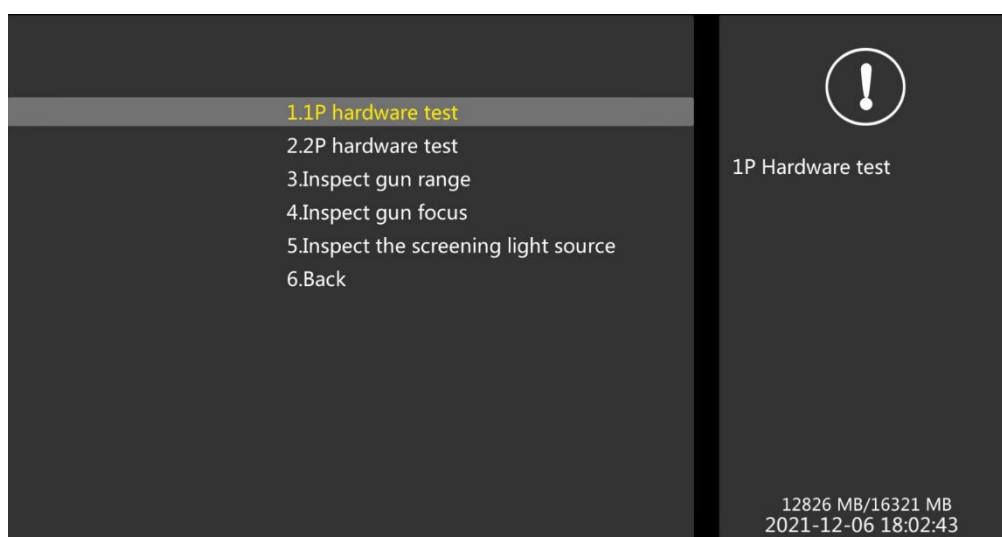 1.1P hardware test
2.2P hardware test
3.Inspect gun range
4.Inspect gun focus
5.Inspect the screening light source
6.Back
1P Hardware test
12826 MB/16321 MB
2021-12-06 18:02:43